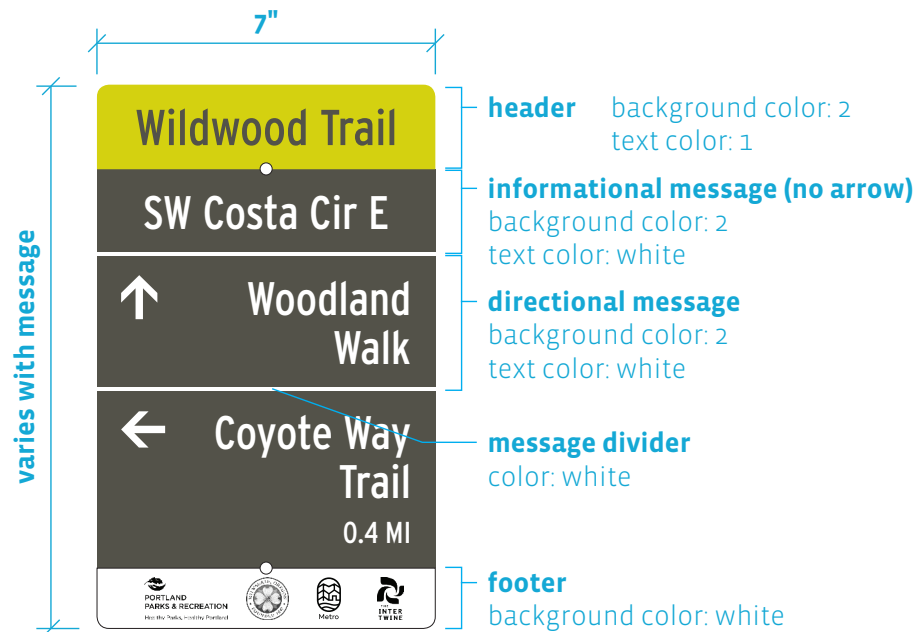 7"
varies with message
Wildwood Trail
SW Costa Cir E
Woodland
Walk
Coyote Way
Trail
0.4 MI
PORTLAND
PARKS & RECREATION
Healthy Parks, Healthy Portland
Metro
THE
INTER
TWINE
header background color: 2
text color: 1
informational message (no arrow)
background color: 2
text color: white
directional message
background color: 2
text color: white
message divider
color: white
footer
background color: white